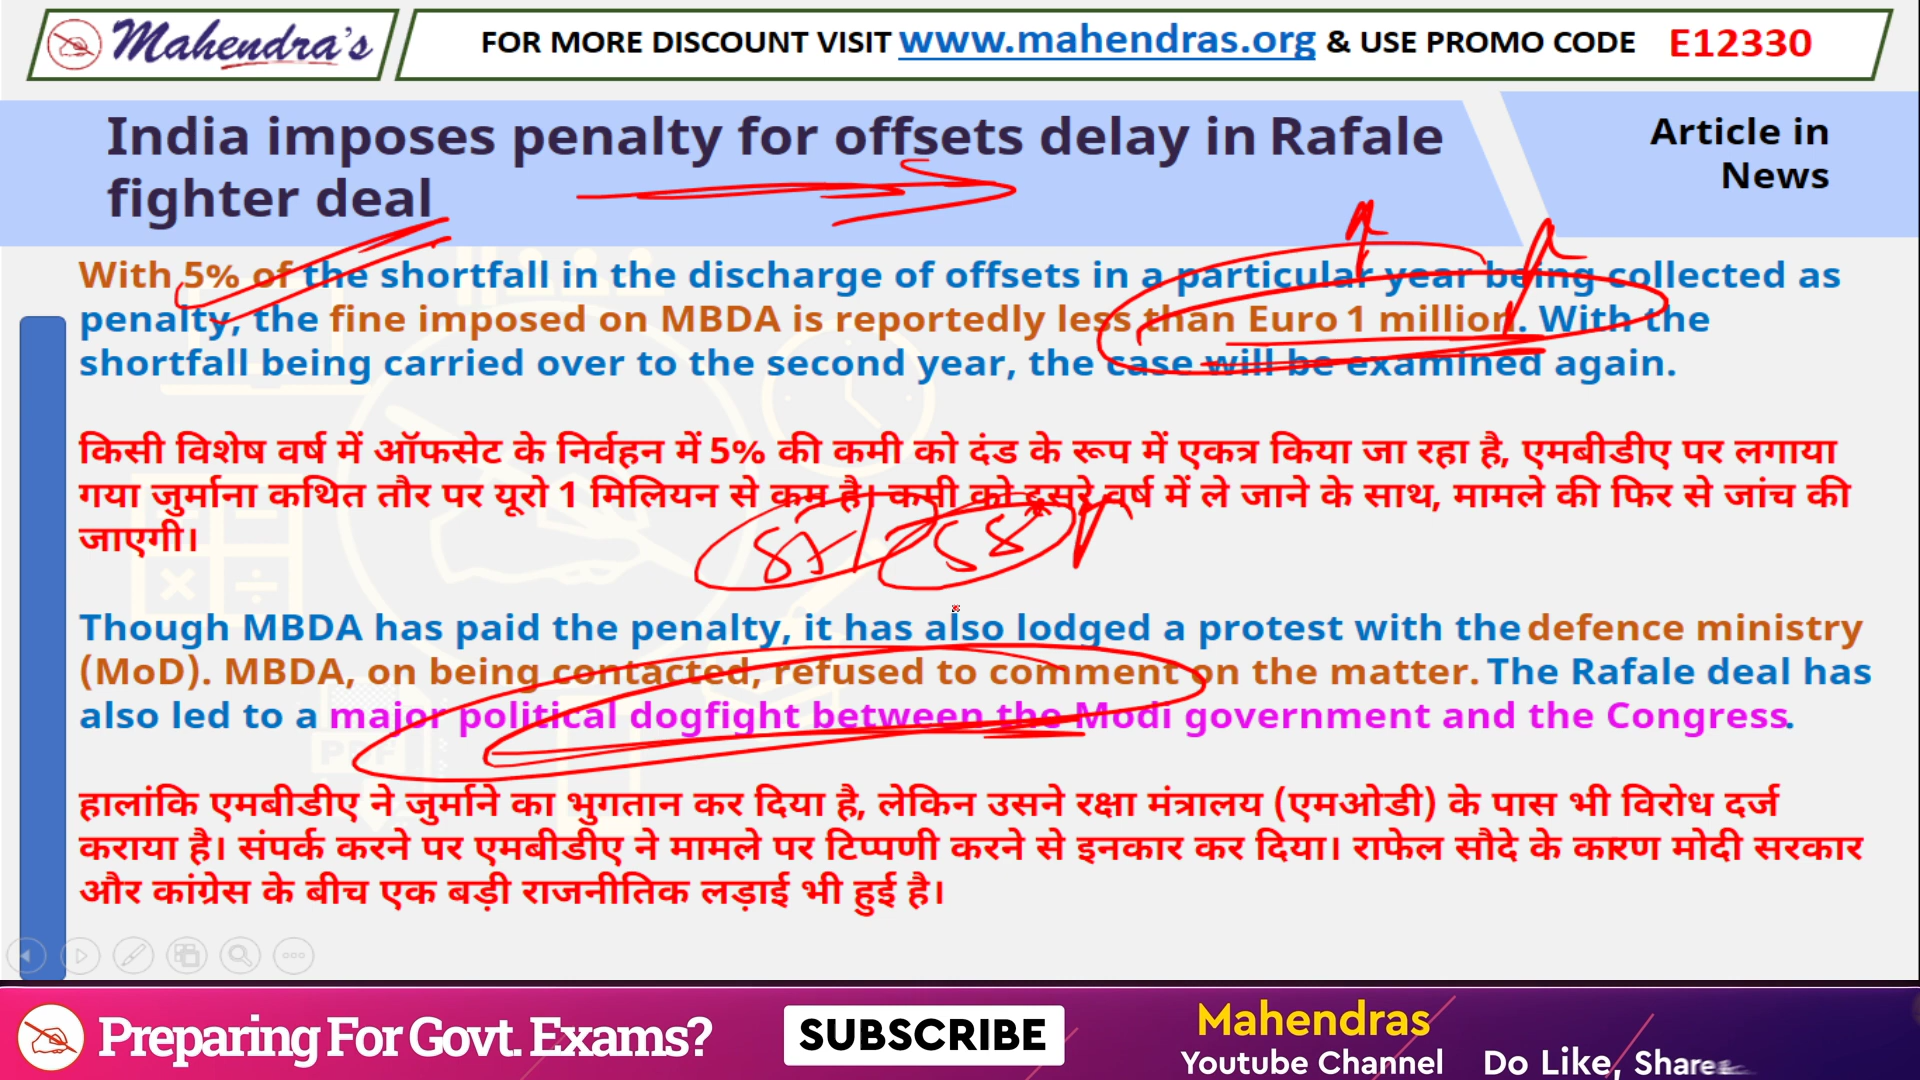 Mahendra's
FOR MORE DISCOUNT VISIT www.mahendras.org & USE PROMO CODE E12330
India imposes penalty for offsets delay in Rafale
fighter deal
Article in
News
With 5% of the shortfall in the discharge of offsets in a particular year being collected as
penalty, the fine imposed on MBDA is reportedly less than Euro 1 million. With the
shortfall being carried over to the second year, the case will be examined again.
किसी विशेष वर्ष में ऑफसेट के निर्वहन में 5% की कमी को दंड के रूप में एकत्र किया जा रहा है, एमबीडीए पर लगाया
गया जुर्माना कथित तौर पर यूरो 1 मिलियन से कम है। कमी को दूसरे वर्ष में ले जाने के साथ, मामले की फिर से जांच की
जाएगी।
Though MBDA has paid the penalty, it has also lodged a protest with the defence ministry
(MoD). MBDA, on being contacted, refused to comment on the matter. The Rafale deal has
also led to a major political dogfight between the Modi government and the Congress.
PDF
हालांकि एमबीडीए ने जुर्माने का भुगतान कर दिया है, लेकिन उसने रक्षा मंत्रालय (एमओडी) के पास भी विरोध दर्ज
कराया है। संपर्क करने पर एमबीडीए ने मामले पर टिप्पणी करने से इनकार कर दिया। राफेल सौदे के कारण मोदी सरकार
और कांग्रेस के बीच एक बड़ी राजनीतिक लड़ाई भी हुई है।
Preparing For Govt. Exams?
SUBSCRIBE
Mahendras
Youtube Channel
Do Like, Share